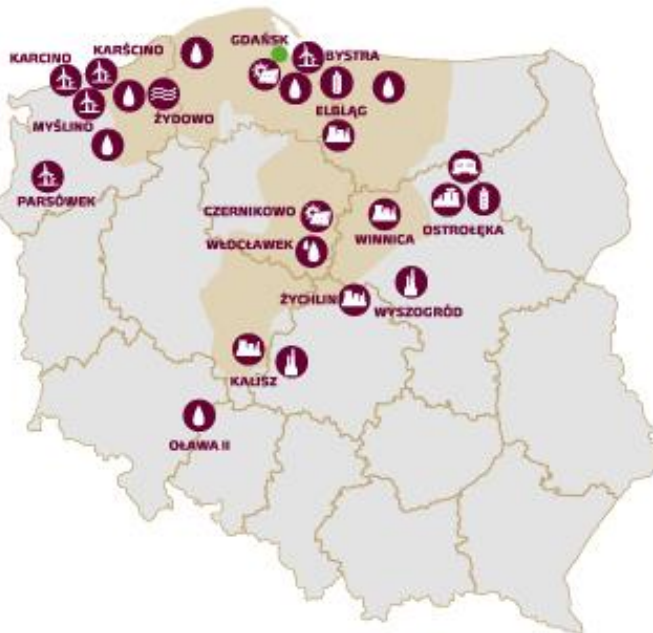 KARŚCINO
GDAŃSK
KARCINO
BYSTRA
ELBLĄG
ŻYDOWO
MYŚLINO
PARSÓWEK
CZERNIKOWO
WINNICA
OSTROŁĘKA
WŁOCŁAWEK
ŻYCHLIN
WYSZOGRÓD
KALISZ
OŁAWA II